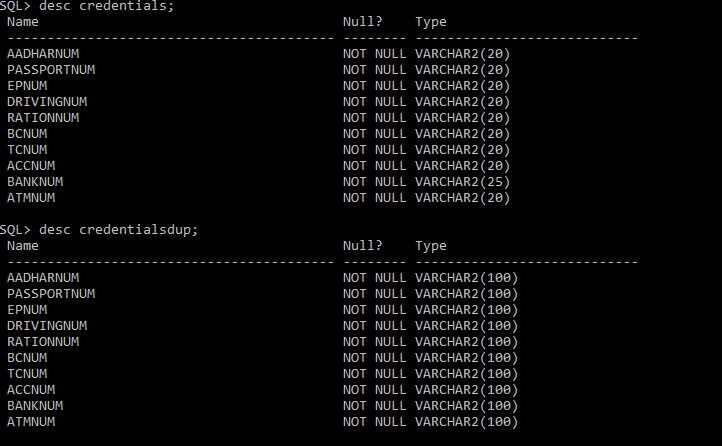 SQL> desc credentials;
 Name                                      Null?    Type
 ----------------------------------------- -------- ----------------------------
 AADHARNUM                                 NOT NULL VARCHAR2(20)
 PASSPORTNUM                               NOT NULL VARCHAR2(20)
 EPNUM                                     NOT NULL VARCHAR2(20)
 DRIVINGNUM                                NOT NULL VARCHAR2(20)
 RATIONNUM                                 NOT NULL VARCHAR2(20)
 BCNUM                                     NOT NULL VARCHAR2(20)
 TCNUM                                     NOT NULL VARCHAR2(20)
 ACCNUM                                    NOT NULL VARCHAR2(20)
 BANKNUM                                   NOT NULL VARCHAR2(25)
 ATMNUM                                    NOT NULL VARCHAR2(20)

SQL> desc credentialsdup;
 Name                                      Null?    Type
 ----------------------------------------- -------- ----------------------------
 AADHARNUM                                 NOT NULL VARCHAR2(100)
 PASSPORTNUM                               NOT NULL VARCHAR2(100)
 EPNUM                                     NOT NULL VARCHAR2(100)
 DRIVINGNUM                                NOT NULL VARCHAR2(100)
 RATIONNUM                                 NOT NULL VARCHAR2(100)
 BCNUM                                     NOT NULL VARCHAR2(100)
 TCNUM                                     NOT NULL VARCHAR2(100)
 ACCNUM                                    NOT NULL VARCHAR2(100)
 BANKNUM                                   NOT NULL VARCHAR2(100)
 ATMNUM                                    NOT NULL VARCHAR2(100)